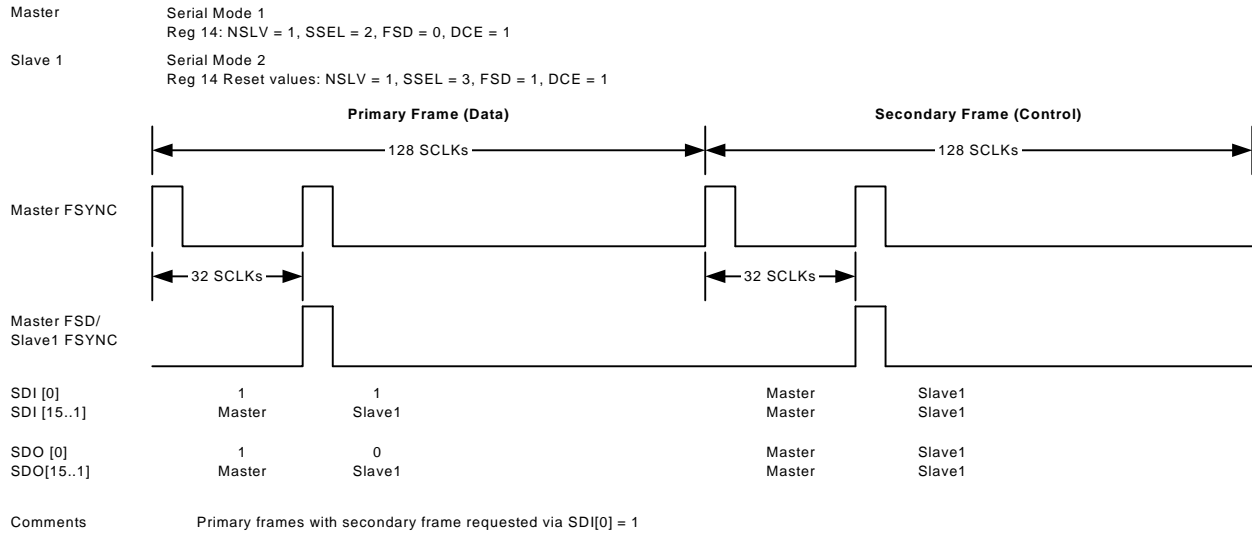 Master Serial Mode 1
Reg 14: NSLV = 1, SSEL = 2, FSD = 0, DCE = 1
Slave 1 Serial Mode 2
Reg 14 Reset values: NSLV = 1, SSEL = 3, FSD = 1, DCE = 1
Primary Frame (Data) Secondary Frame (Control)
128 SCLKs 128 SCLKs
Master FSYNC
32 SCLKs 32 SCLKs
Master FSD/
Slave1 FSYNC
SDI [0] 1 1 Master Slave1
SDI [15..1] Master Slave1 Master Slave1
SDO [0] 1 0 Master Slave1
SDO[15..1] Master Slave1 Master Slave1
Comments Primary frames with secondary frame requested via SDI[0] = 1